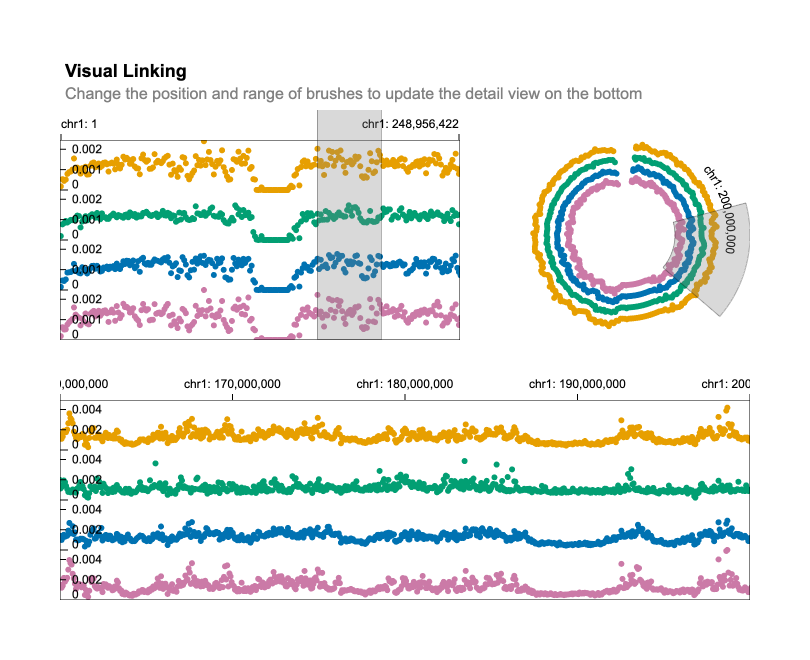 Visual Linking
Change the position and range of brushes to update the detail view on the bottom
chr1: 1
chr1: 248,956,422
0.002
0.001
0
0.002
0.001
0
0.002
0.001
0
0.002
0.001
0
chr1: 200,000,000
0,000,000
chr1: 170,000,000
chr1: 180,000,000
chr1: 190,000,000
chr1: 200
0.004
0.002
0
0.004
0.002
0
0.004
0.002
0
0.004
0.002
0